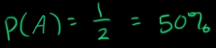 P(A) = 1/2 = 50%